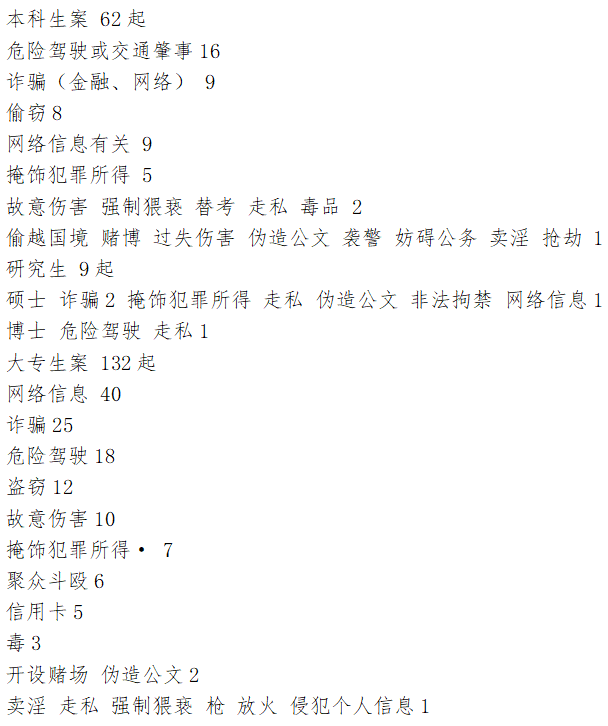 本科生案 62起
危险驾驶或交通肇事16
诈骗（金融、网络） 9
偷窃8
网络信息有关 9
掩饰犯罪所得 5
故意伤害 强制猥亵 替考 走私 毒品 2
偷越国境 赌博 过失伤害 伪造公文 袭警 妨碍公务 卖淫 抢劫 1
研究生 9起
硕士 诈骗2 掩饰犯罪所得 走私 伪造公文 非法拘禁 网络信息1
博士 危险驾驶 走私1
大专生案 132起
网络信息 40
诈骗25
危险驾驶18
盗窃12
故意伤害10
掩饰犯罪所得· 7
聚众斗殴6
信用卡5
毒3
开设赌场 伪造公文2
卖淫 走私 强制猥亵 枪 放火 侵犯个人信息1